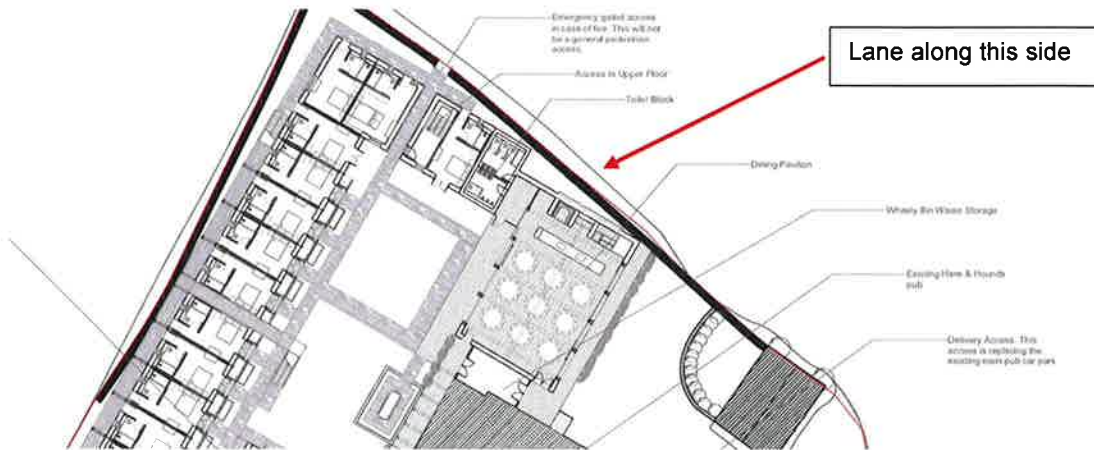 Emergency gated access
in case of fire. This will not
be a general pedestrian
access.
Lane along this side
Access to Upper Floor
Toilet Block
Dining Pavilion
Wheely Bin Waste Storage
Existing Hare & Hounds
pub
Delivery Access. This
access is replacing the
existing main pub car park